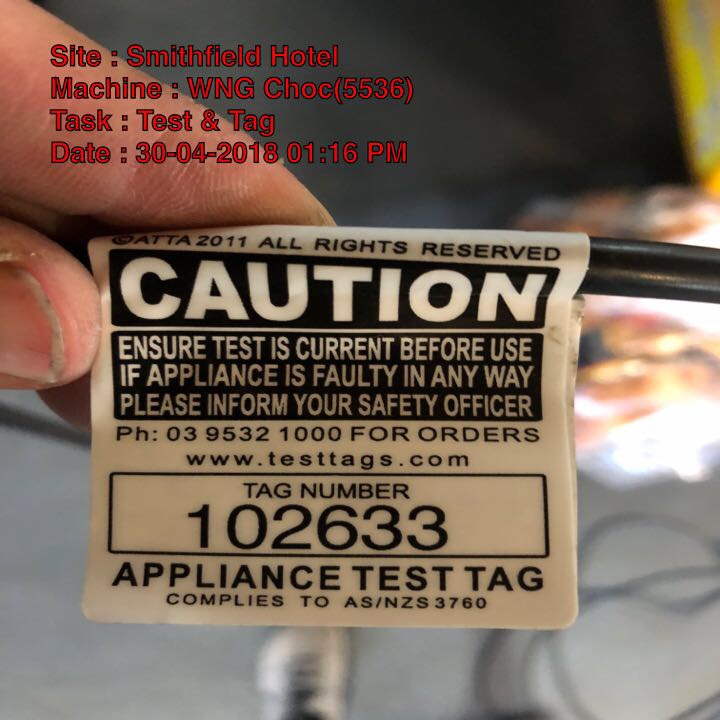 Site : Smithfield Hotel
Machine : WNG Choc(5536)
Task : Test & Tag
Date : 30-04-2018 01:16 PM
©ATTA 2011 ALL RIGHTS RESERVED
CAUTION
ENSURE TEST IS CURRENT BEFORE USE
IF APPLIANCE IS FAULTY IN ANY WAY
PLEASE INFORM YOUR SAFETY OFFICER
Ph: 03 9532 1000 FOR ORDERS
www.testtags.com
TAG NUMBER
102633
APPLIANCE TEST TAG
COMPLIES TO AS/NZS 3760